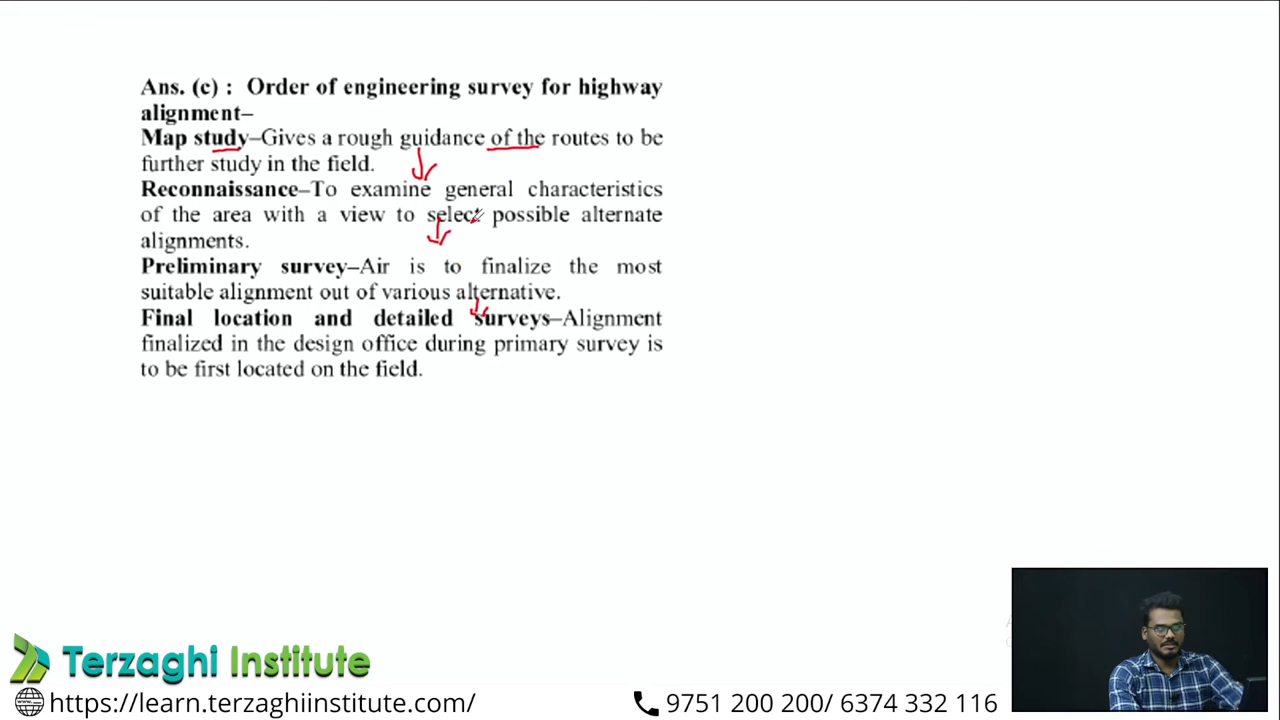 Ans. (c) : Order of engineering survey for highway
alignment–
Map study–Gives a rough guidance of the routes to be
further study in the field.
Reconnaissance–To examine general characteristics
of the area with a view to select possible alternate
alignments.
Preliminary survey–Air is to finalize the most
suitable alignment out of various alternative.
Final location and detailed surveys–Alignment
finalized in the design office during primary survey is
to be first located on the field.
Terzaghi Institute
https://learn.terzaghiinstitute.com/
9751 200 200/ 6374 332 116